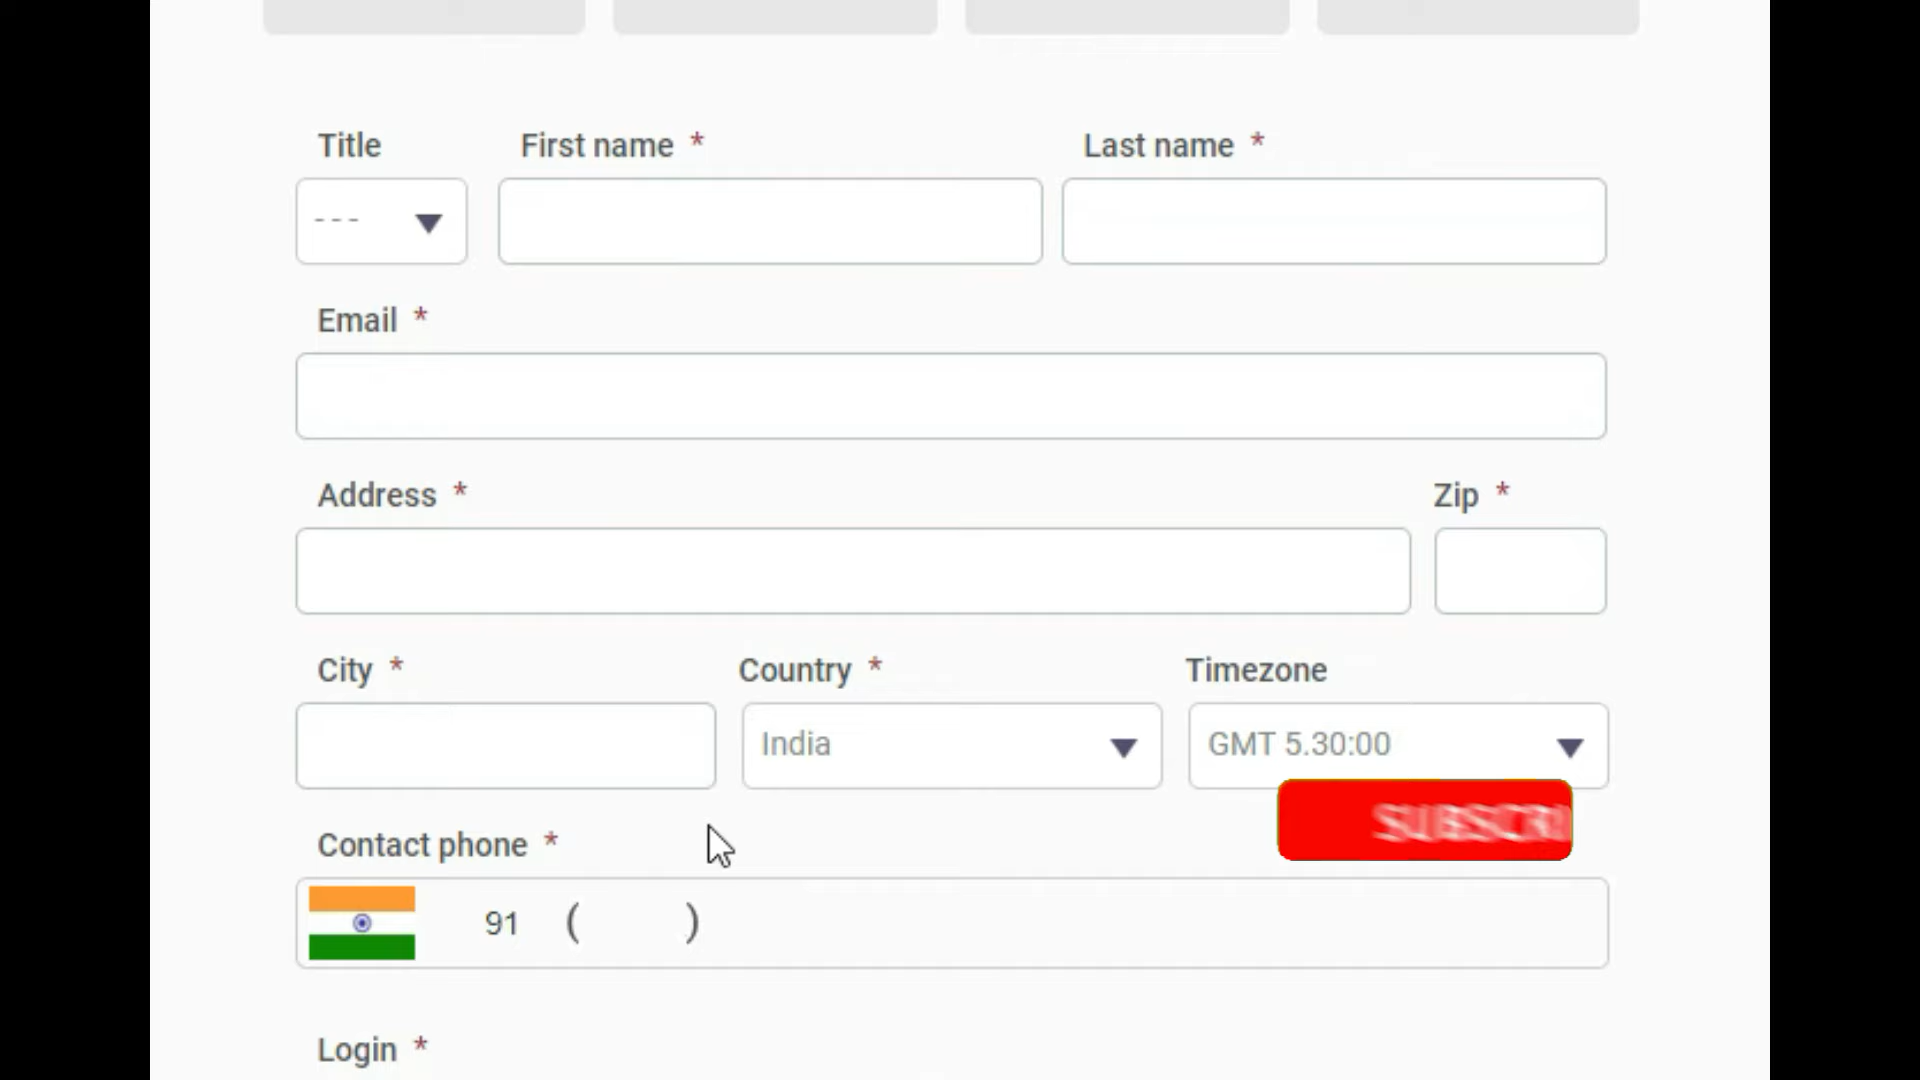 Title First name * Last name *
---
Email *
Address * Zip *
City * Country * Timezone
India GMT 5.30:00
Contact phone *
91 ( )
Login *